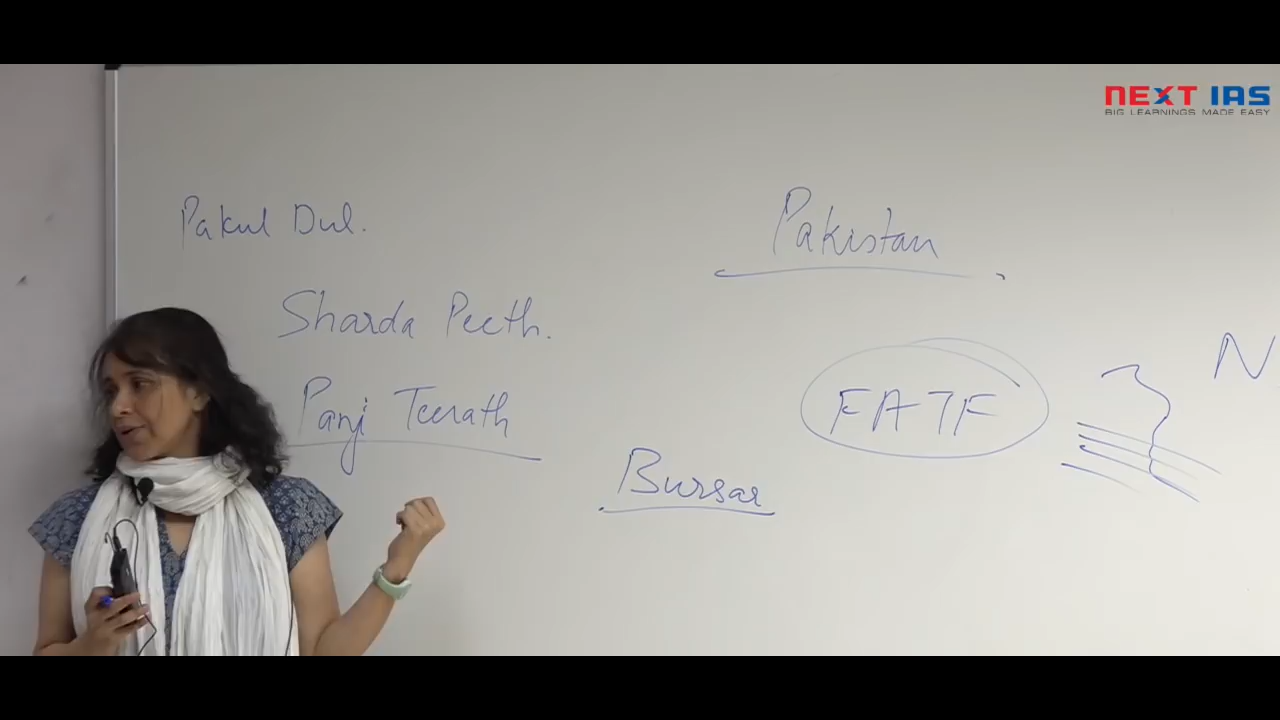 NEXT IAS
BIG LEARNINGS MADE EASY
Pakul Dul.
Pakistan
Sharda Peeth.
Panj Teerath
FATF
N
Bursar